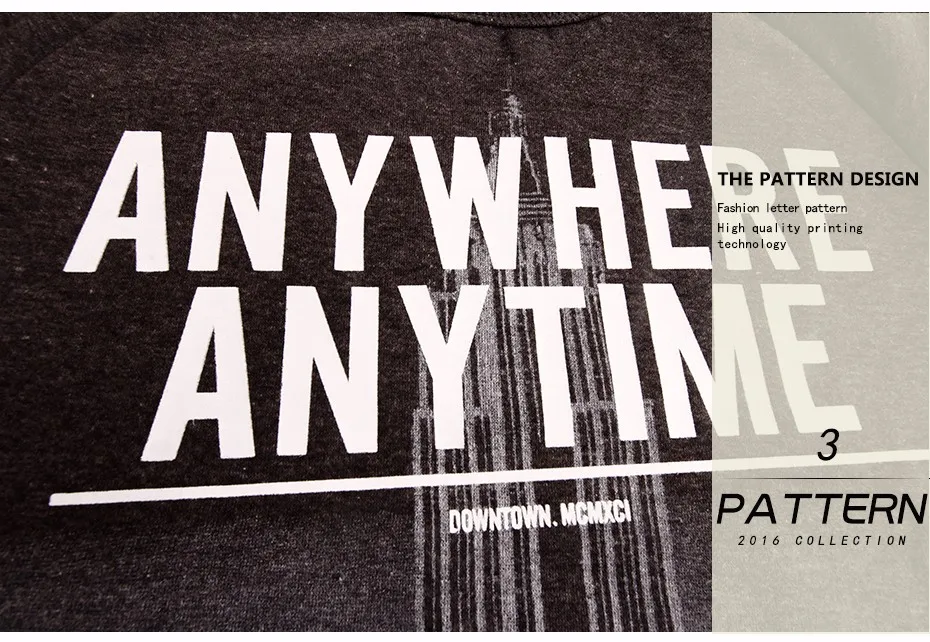 ANYWHERE
ANYTIME
DOWNTOWN. MCMXCI
THE PATTERN DESIGN
Fashion letter pattern
High quality printing
technology
3
PATTERN
2016 COLLECTION